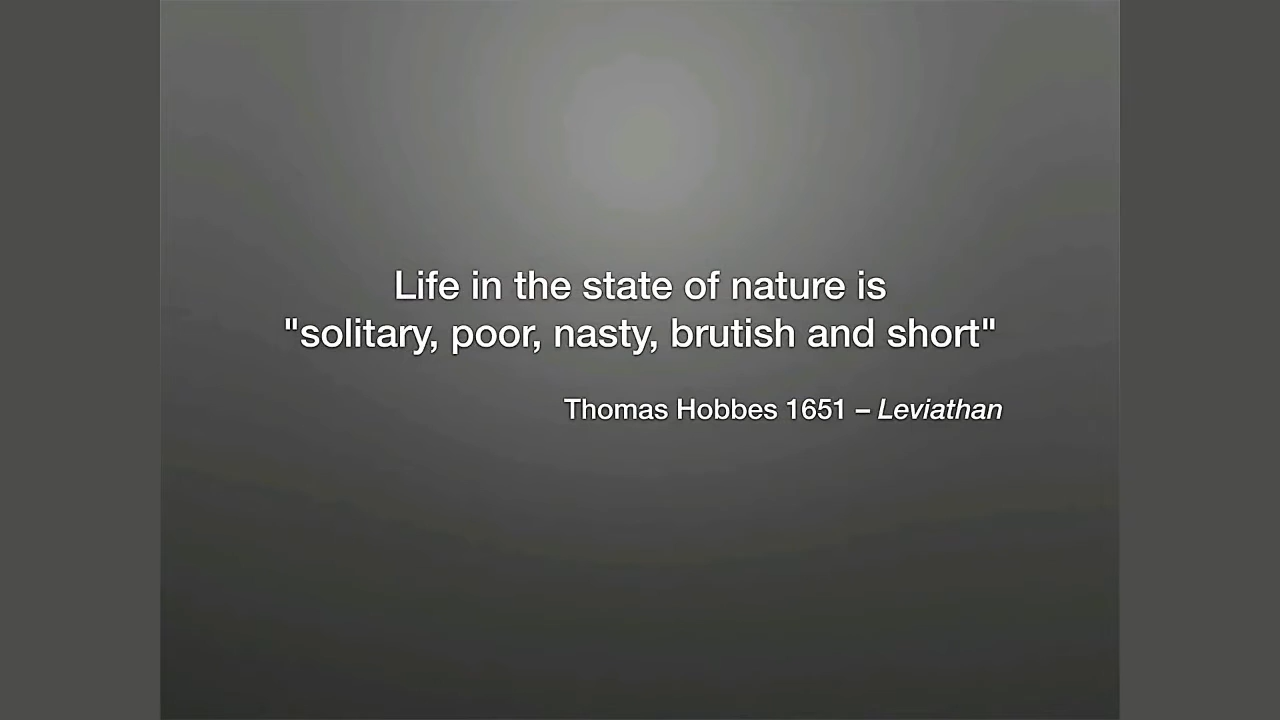 Life in the state of nature is
"solitary, poor, nasty, brutish and short"
Thomas Hobbes 1651 – Leviathan